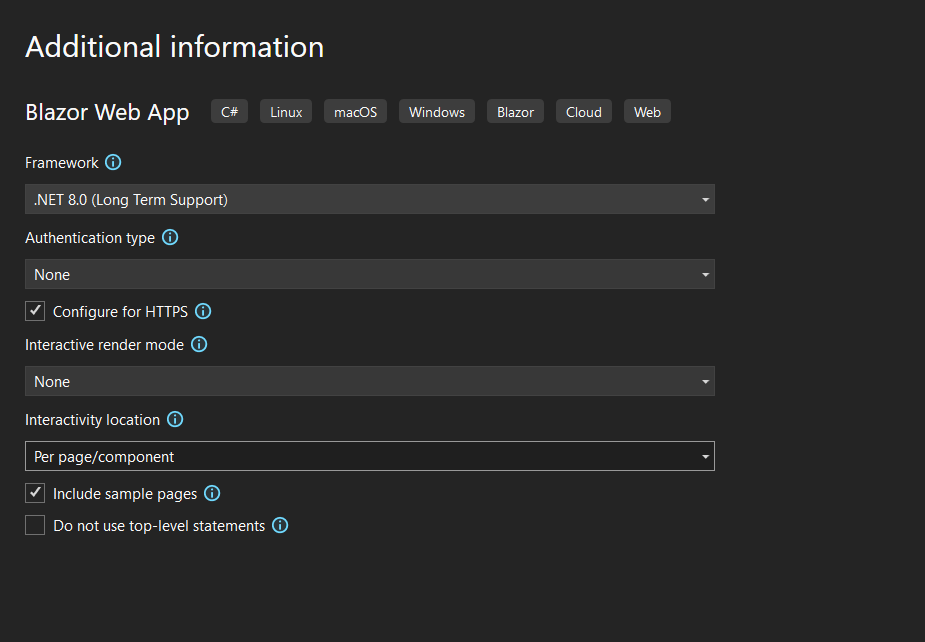 Additional information
Blazor Web App C# Linux macOS Windows Blazor Cloud Web
Framework
.NET 8.0 (Long Term Support)
Authentication type
None
Configure for HTTPS
Interactive render mode
None
Interactivity location
Per page/component
Include sample pages
Do not use top-level statements